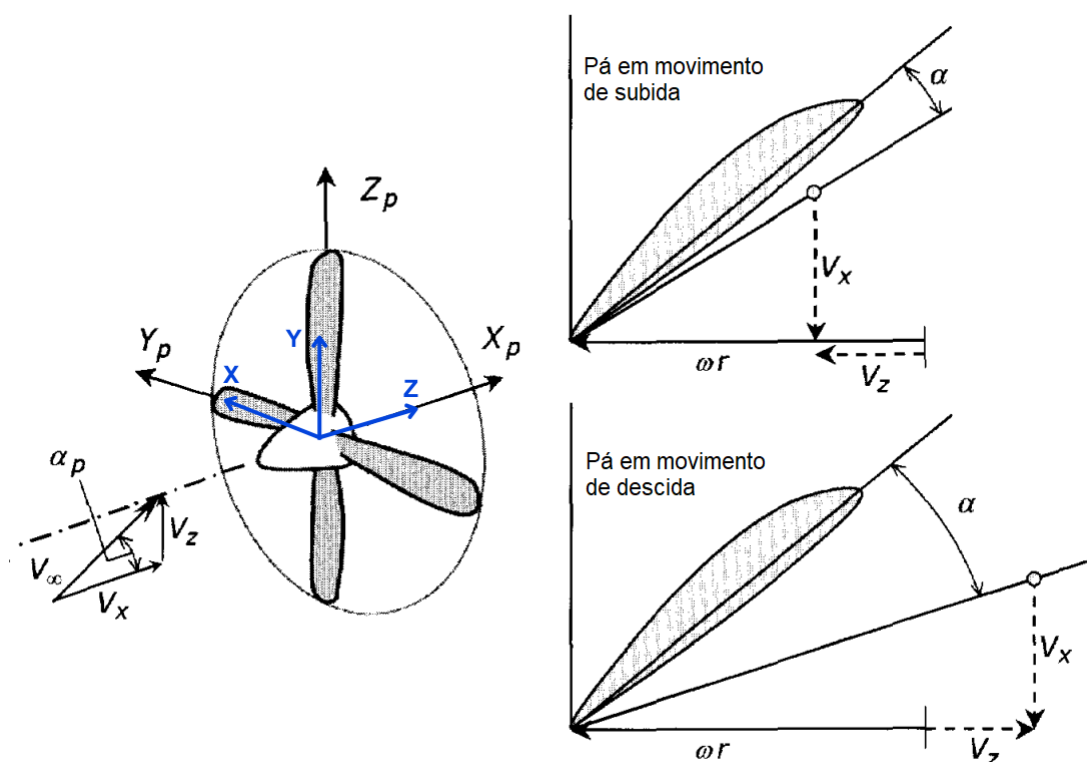 Z_p
Y_p
X_p
Y
X
Z
α_p
V_z
V_∞
V_x
Pá em movimento
de subida
α
V_x
ωr
V_z
Pá em movimento
de descida
α
V_x
ωr
V_z